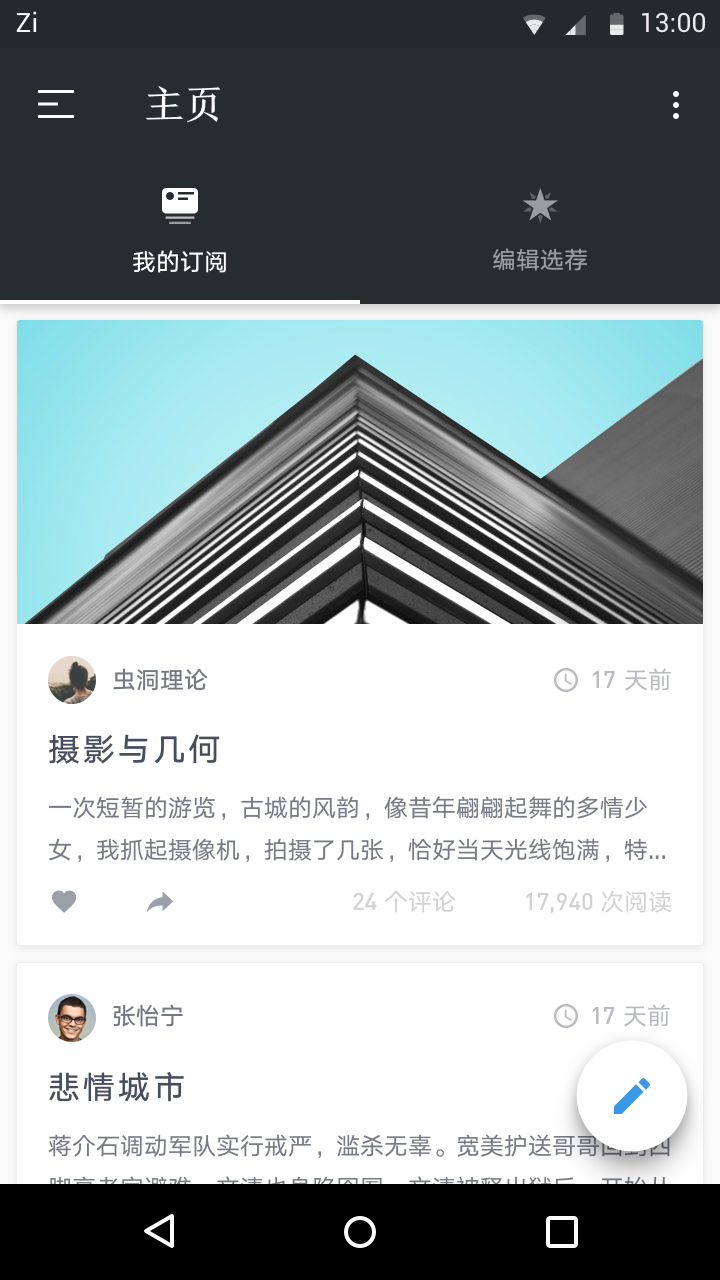 Zi 13:00
主页
我的订阅 编辑选荐
虫洞理论 17 天前
摄影与几何
一次短暂的游览，古城的风韵，像昔年翩翩起舞的多情少
女，我抓起摄像机，拍摄了几张，恰好当天光线饱满，特...
24 个评论 17,940 次阅读
张怡宁 17 天前
悲情城市
蒋介石调动军队实行戒严，滥杀无辜。宽美护送哥哥回到四